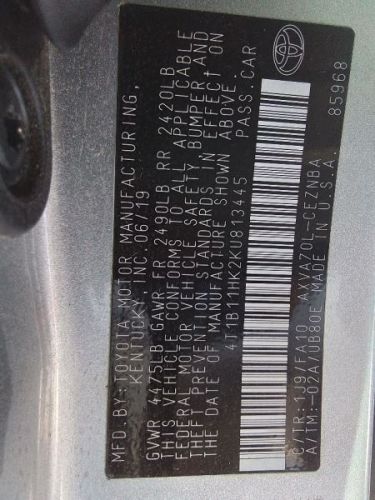 MFD.BY: TOYOTA MOTOR MANUFACTURING,
KENTUCKY, INC.06/19
GVWR 4475LB GAWR FR 2490LB RR 2420LB
THIS VEHICLE CONFORMS TO ALL APPLICABLE
FEDERAL MOTOR VEHICLE SAFETY, BUMPER AND
THEFT PREVENTION STANDARDS IN EFFECT ON
THE DATE OF MANUFACTURE SHOWN ABOVE.
4T1B11HK2KU813445 PASS.CAR
C/TR:1J9/FA10 AXVA70L-CEZNBA
A/TM:-02A/UB80E MADE IN U.S.A.
85968